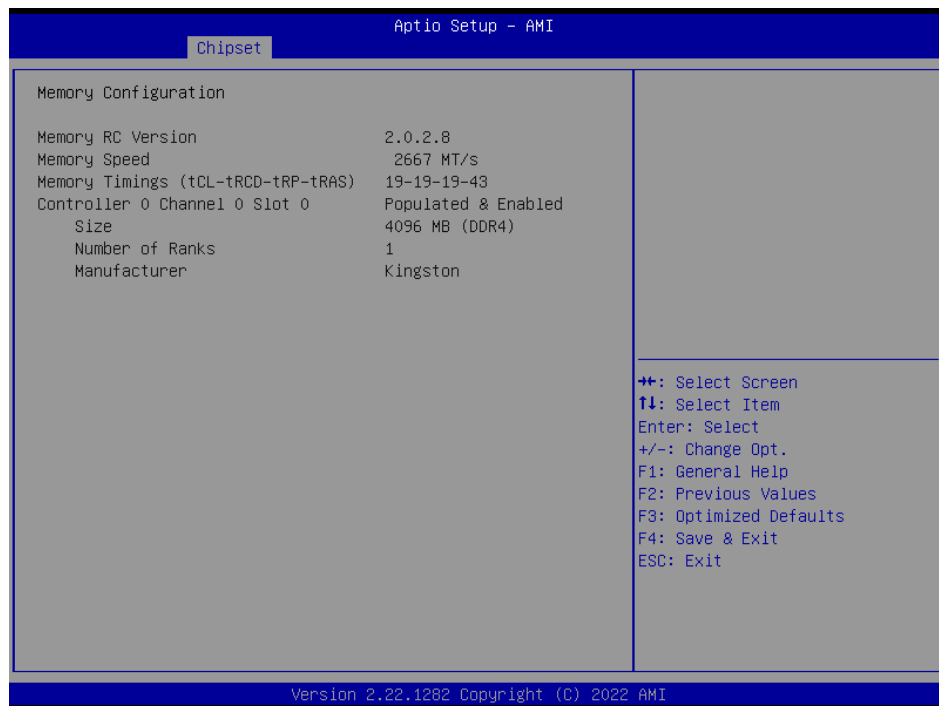 Aptio Setup – AMI
Chipset
Memory Configuration
Memory RC Version 2.0.2.8
Memory Speed 2667 MT/s
Memory Timings (tCL-tRCD-tRP-tRAS) 19-19-19-43
Controller 0 Channel 0 Slot 0 Populated & Enabled
Size 4096 MB (DDR4)
Number of Ranks 1
Manufacturer Kingston
→←: Select Screen
↑↓: Select Item
Enter: Select
+/-: Change Opt.
F1: General Help
F2: Previous Values
F3: Optimized Defaults
F4: Save & Exit
ESC: Exit
Version 2.22.1282 Copyright (C) 2022 AMI